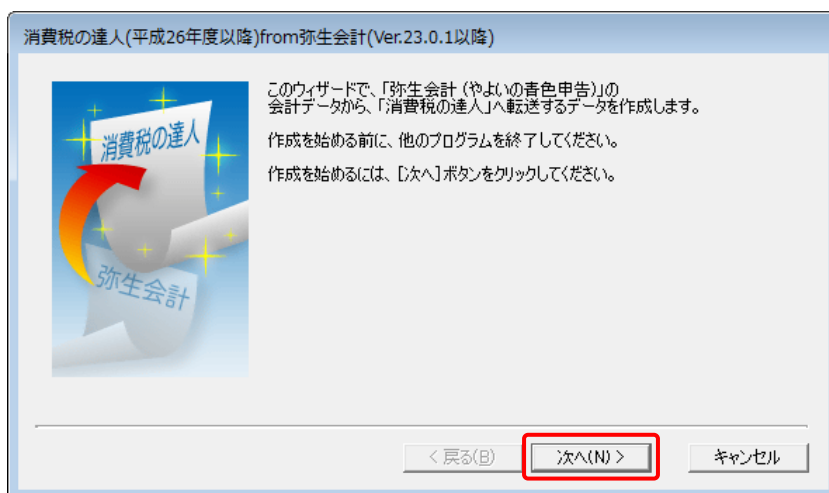 消費税の達人(平成26年度以降)from弥生会計(Ver.23.0.1以降)
消費税の達人
弥生会計
このウィザードで、「弥生会計 (やよいの青色申告)」の
会計データから、「消費税の達人」へ転送するデータを作成します。
作成を始める前に、他のプログラムを終了してください。
作成を始めるには、[次へ]ボタンをクリックしてください。
< 戻る(B)
次へ(N) >
キャンセル